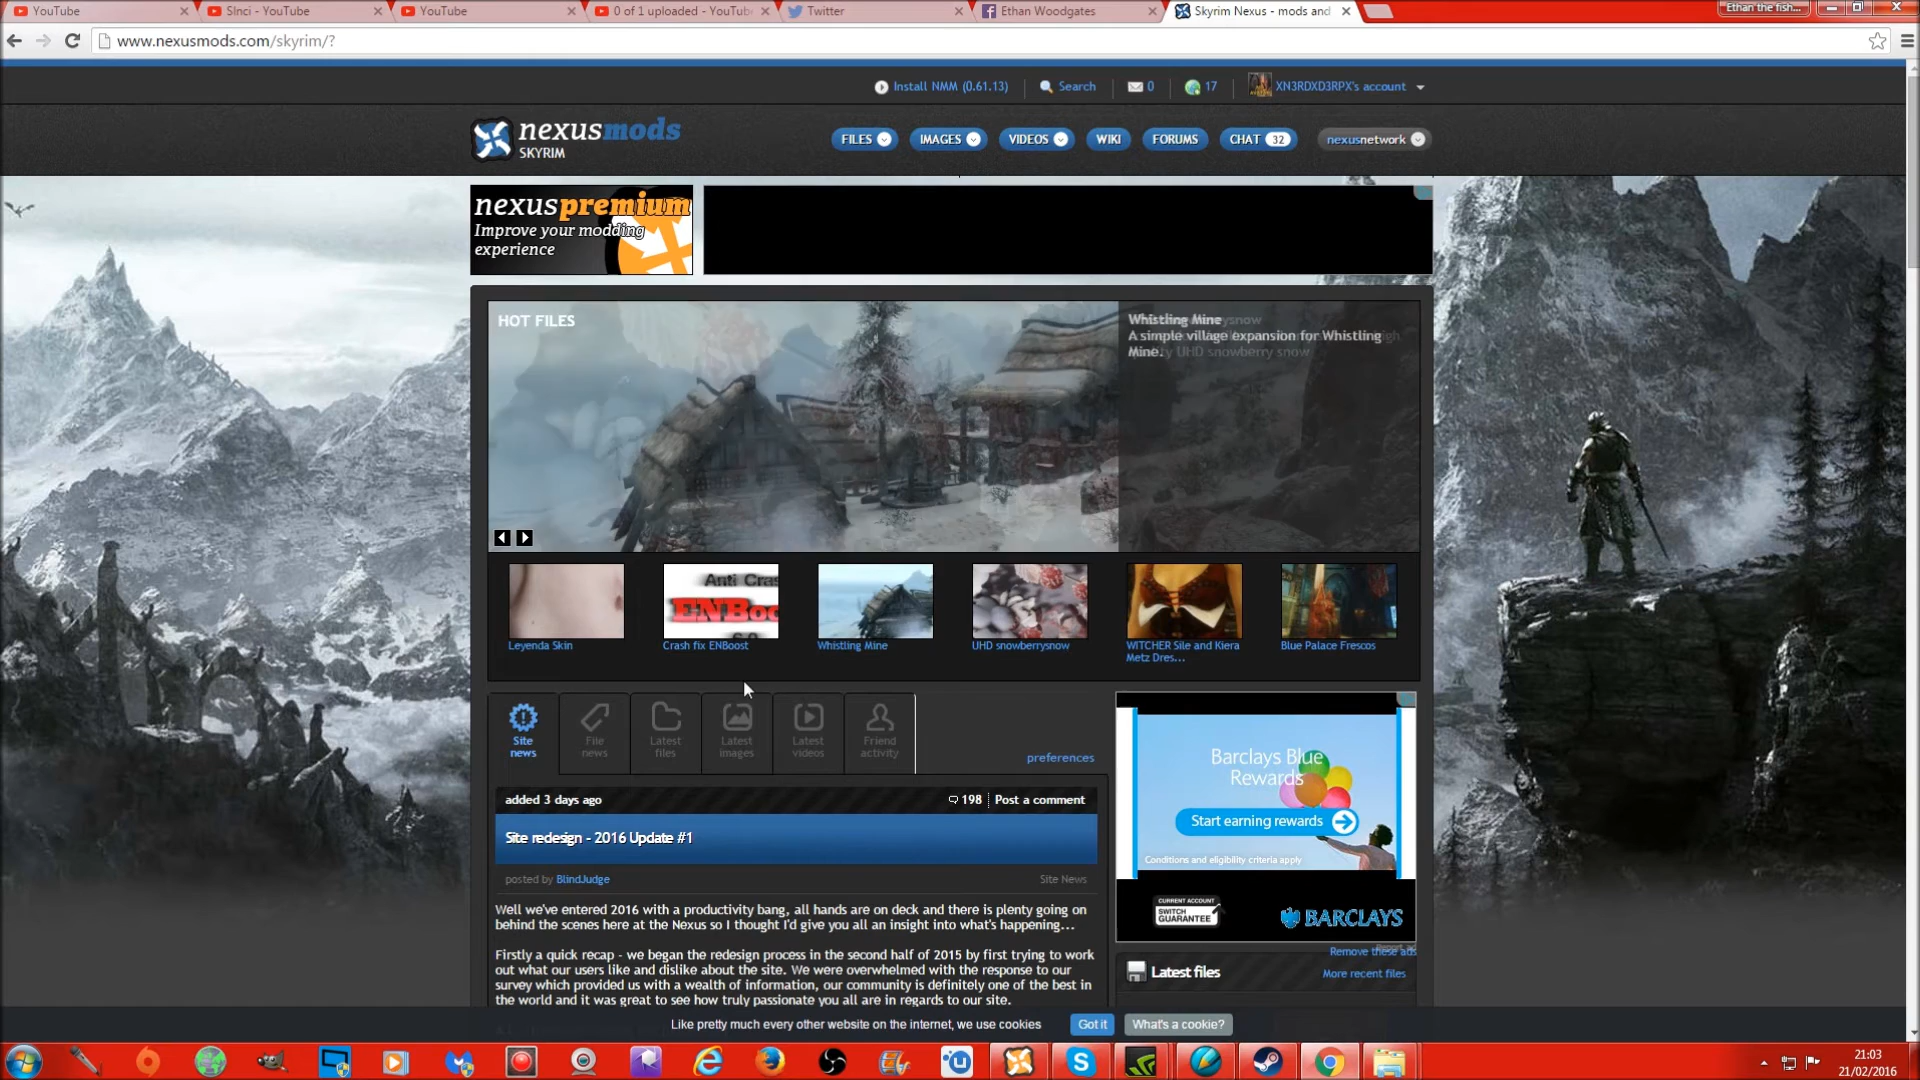 YouTube
SInci - YouTube
YouTube
0 of 1 uploaded - YouTube
Twitter
Ethan Woodgates
Skyrim Nexus - mods and
Ethan the fish...
www.nexusmods.com/skyrim/?
Install NMM (0.61.13)
Search
0
17
XN3RDXD3RPX's account
nexusmods
SKYRIM
FILES
IMAGES
VIDEOS
WIKI
FORUMS
CHAT 32
nexusnetwork
nexuspremium
Improve your modding
experience
HOT FILES
Whistling Mine
A simple village expansion for Whistling
Mine.
UHD snowberry snow
Anti Cras
ENBoo
Leyenda Skin
Crash fix ENBoost
Whistling Mine
UHD snowberrysnow
WITCHER Sile and Kiera
Metz Dres...
Blue Palace Frescos
Site
news
File
news
Latest
files
Latest
images
Latest
videos
Friend
activity
preferences
added 3 days ago
198
Post a comment
Site redesign - 2016 Update #1
posted by BlindJudge
Site News
Well we've entered 2016 with a productivity bang, all hands are on deck and there is plenty going on
behind the scenes here at the Nexus so I thought I'd give you all an insight into what's happening...
Firstly a quick recap - we began the redesign process in the second half of 2015 by first trying to work
out what our users like and dislike about the site. We were overwhelmed with the response to our
survey which provided us with a wealth of information, our community is definitely one of the best in
the world and it was great to see how truly passionate you all are in regards to our site.
Barclays Blue
Rewards
Start earning rewards
Conditions and eligibility criteria apply
CURRENT ACCOUNT
SWITCH
GUARANTEE
BARCLAYS
Remove these ads
Latest files
More recent files
Like pretty much every other website on the internet, we use cookies
Got it
What's a cookie?
21:03
21/02/2016